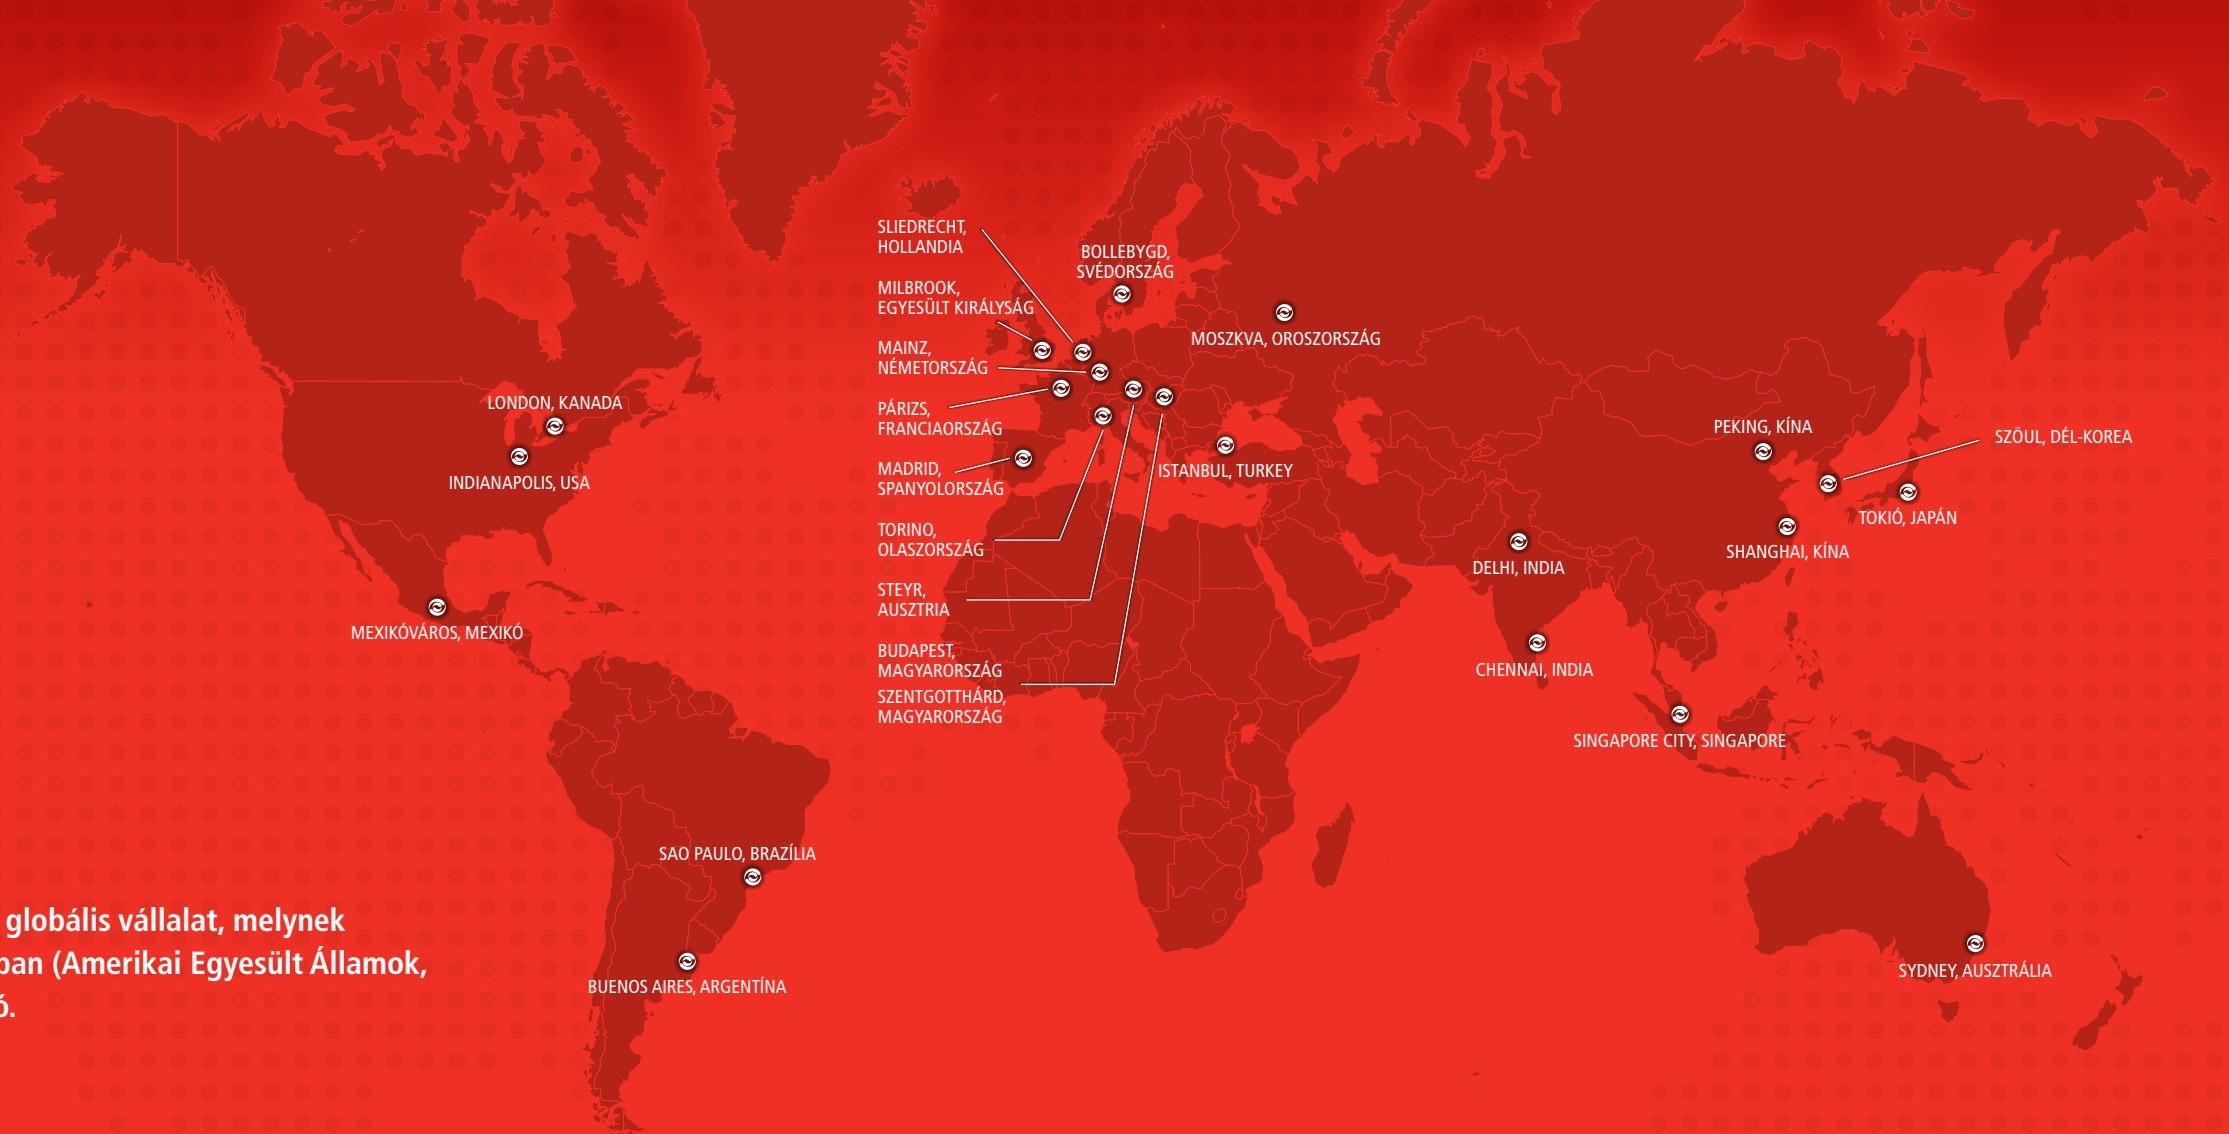 SLIEDRECHT,
HOLLANDIA
MILBROOK,
EGYESÜLT KIRÁLYSÁG
MAINZ,
NÉMETORSZÁG
PÁRIZS,
FRANCIAORSZÁG
MADRID,
SPANYOLORSZÁG
TORINO,
OLASZORSZÁG
STEYR,
AUSZTRIA
BUDAPEST,
MAGYARORSZÁG
SZENTGOTTHÁRD,
MAGYARORSZÁG
BOLLEBYGD,
SVÉDORSZÁG
MOSZKVA, OROSZORSZÁG
ISTANBUL, TURKEY
LONDON, KANADA
INDIANAPOLIS, USA
MEXIKÓVÁROS, MEXIKÓ
SAO PAULO, BRAZÍLIA
BUENOS AIRES, ARGENTÍNA
PEKING, KÍNA
SZÖUL, DÉL-KOREA
TOKIÓ, JAPÁN
SHANGHAI, KÍNA
DELHI, INDIA
CHENNAI, INDIA
SINGAPORE CITY, SINGAPORE
SYDNEY, AUSZTRÁLIA
globális vállalat, melynek
ban (Amerikai Egyesült Államok,
ó.